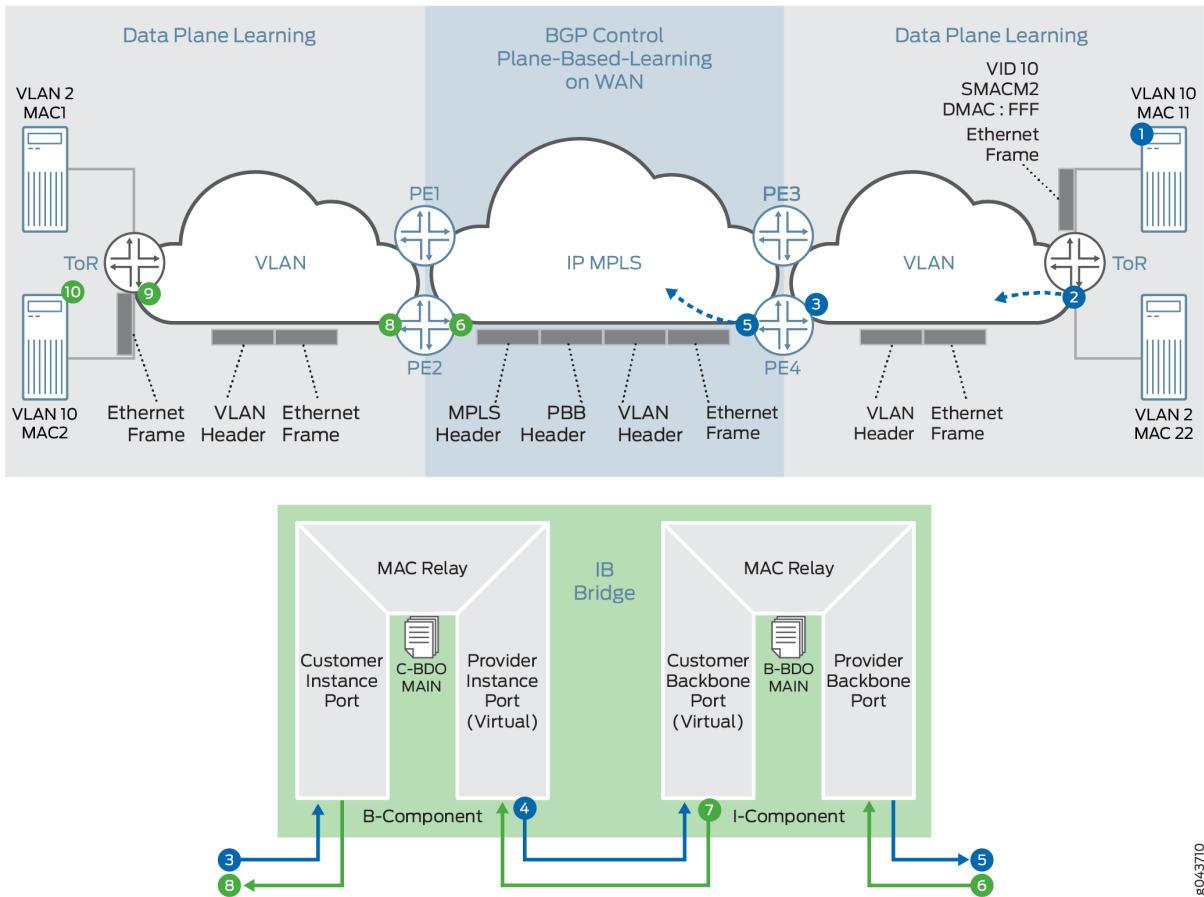 Data Plane Learning
BGP Control
Plane-Based-Learning
on WAN
Data Plane Learning
VLAN 2
MAC1
VID 10
SMACM2
DMAC : FFF
Ethernet
Frame
VLAN 10
MAC 11
1
PE1
PE3
ToR
VLAN
IP MPLS
VLAN
ToR
10
9
8
6
5
3
2
PE2
PE4
VLAN 10
MAC2
Ethernet
Frame
VLAN
Header
Ethernet
Frame
MPLS
Header
PBB
Header
VLAN
Header
Ethernet
Frame
VLAN
Header
Ethernet
Frame
VLAN 2
MAC 22
MAC Relay
IB
Bridge
MAC Relay
Customer
Instance
Port
C-BDO
MAIN
Provider
Instance
Port
(Virtual)
Customer
Backbone
Port
(Virtual)
B-BDO
MAIN
Provider
Backbone
Port
B-Component
4
7
I-Component
3
8
5
6
g043710